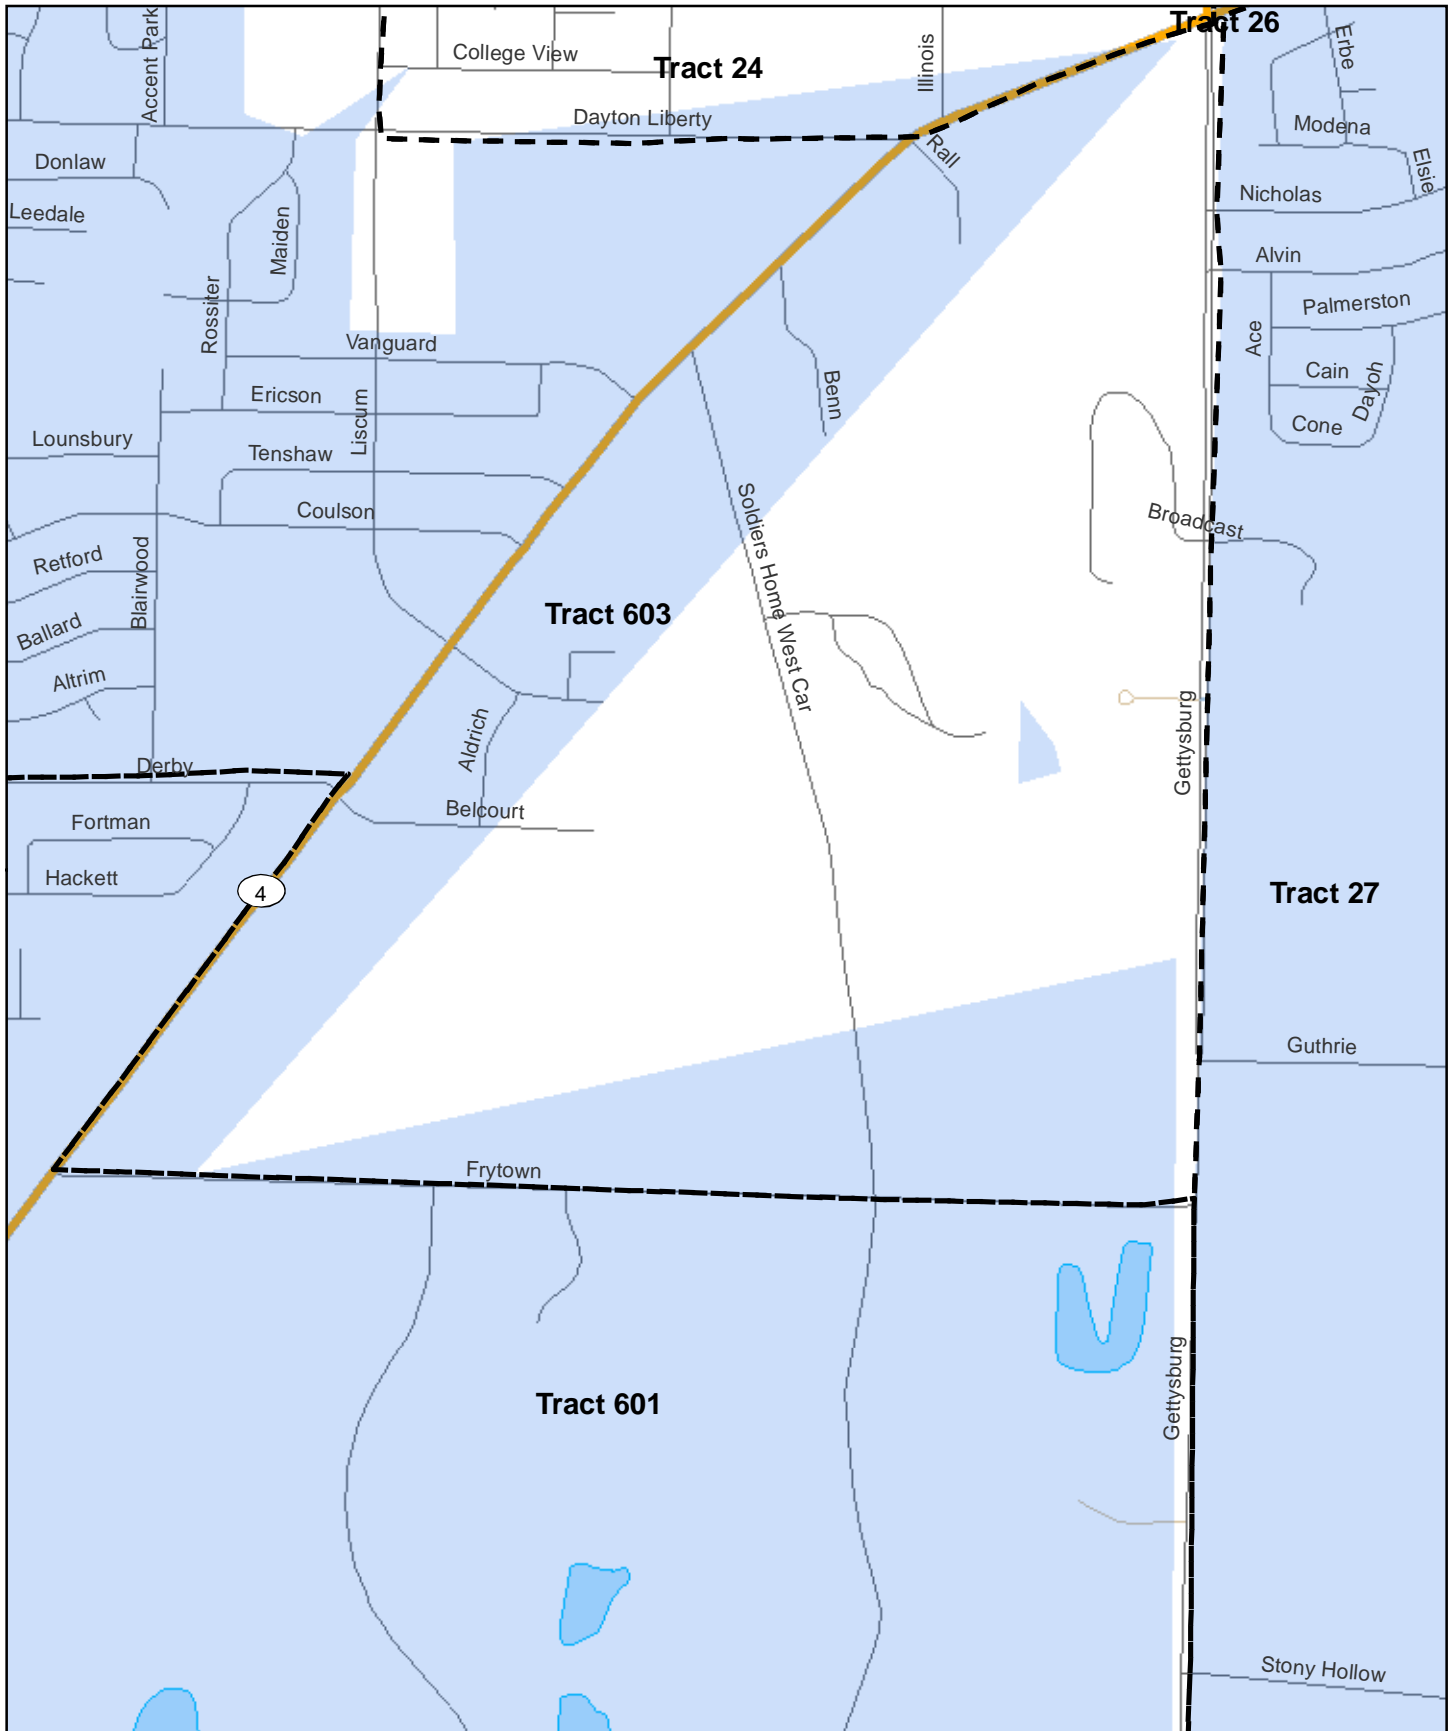 Tract 26
Accent Park
College View
Tract 24
Illinois
Erbe
Dayton Liberty
Modena
Donlaw
Rall
Elsie
Nicholas
Leedale
Maiden
Alvin
Rossiter
Palmerston
Vanguard
Ace
Cain
Dayoh
Ericson
Benn
Liscum
Cone
Lounsbury
Tenshaw
Coulson
Soldiers Home West Car
Broadcast
Retford
Blairwood
Tract 603
Ballard
Altrim
Aldrich
Gettysburg
Derby
Belcourt
Fortman
Hackett
4
Tract 27
Guthrie
Frytown
Gettysburg
Tract 601
Stony Hollow